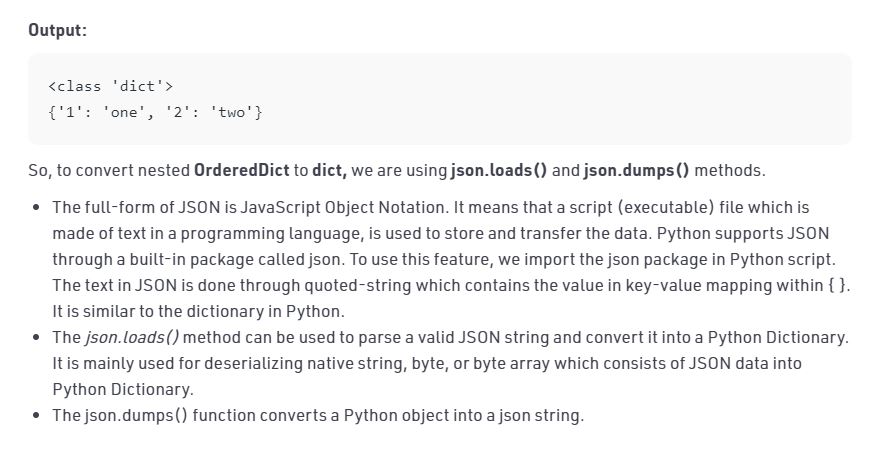 Output:
<class 'dict'>
{'1': 'one', '2': 'two'}
So, to convert nested OrderedDict to dict, we are using json.loads() and json.dumps() methods.
• The full-form of JSON is JavaScript Object Notation. It means that a script (executable) file which is
made of text in a programming language, is used to store and transfer the data. Python supports JSON
through a built-in package called json. To use this feature, we import the json package in Python script.
The text in JSON is done through quoted-string which contains the value in key-value mapping within { }.
It is similar to the dictionary in Python.
• The json.loads() method can be used to parse a valid JSON string and convert it into a Python Dictionary.
It is mainly used for deserializing native string, byte, or byte array which consists of JSON data into
Python Dictionary.
• The json.dumps() function converts a Python object into a json string.